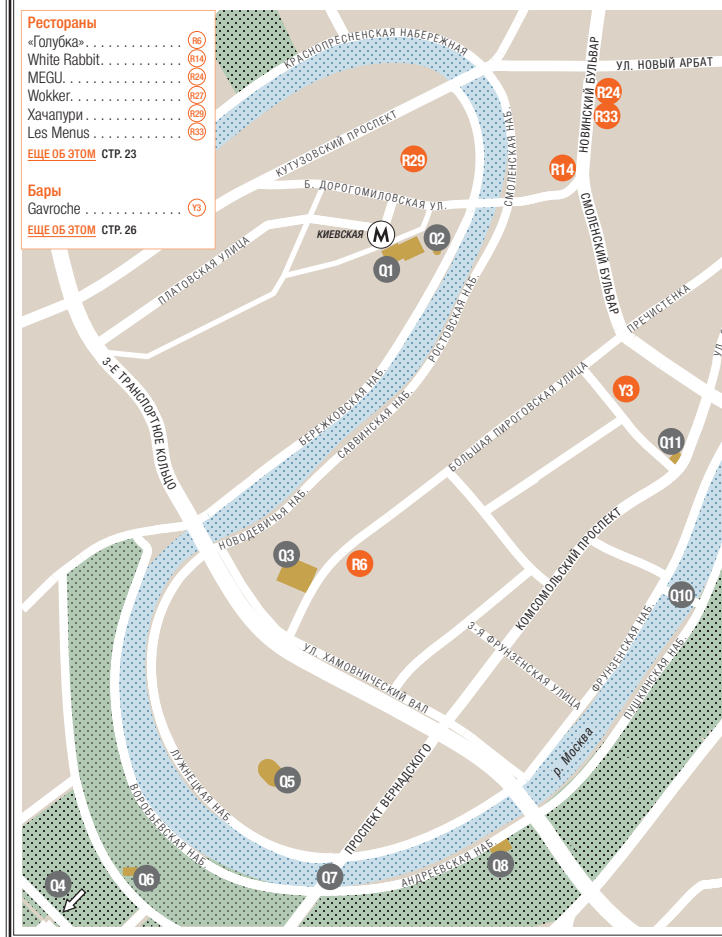 Рестораны
«Голубка». . . . . . . . . . . . . R6
White Rabbit. . . . . . . . . . . R14
MEGU. . . . . . . . . . . . . . . R24
Wokker. . . . . . . . . . . . . . R27
Хачапури . . . . . . . . . . . . R29
Les Menus . . . . . . . . . . . R33
ЕЩЕ ОБ ЭТОМ СТР. 23
Бары
Gavroche . . . . . . . . . . . . Y3
ЕЩЕ ОБ ЭТОМ СТР. 26
КРАСНОПРЕСНЕНСКАЯ НАБЕРЕЖНАЯ
УЛ. НОВЫЙ АРБАТ
НОВИНСКИЙ БУЛЬВАР
R24
R33
КУТУЗОВСКИЙ ПРОСПЕКТ
R29
СМОЛЕНСКАЯ НАБ.
R14
Б. ДОРОГОМИЛОВСКАЯ УЛ.
СМОЛЕНСКИЙ БУЛЬВАР
КИЕВСКАЯ М
Q2
Q1
ПЛАТОВСКАЯ УЛИЦА
РОСТОВСКАЯ НАБ.
ПРЕЧИСТЕНКА
УЛ.
3-Е ТРАНСПОРТНОЕ КОЛЬЦО
БЕРЕЖКОВСКАЯ НАБ.
САВВИНСКАЯ НАБ.
БОЛЬШАЯ ПИРОГОВСКАЯ УЛИЦА
Y3
Q11
НОВОДЕВИЧЬЯ НАБ.
Q3
R6
КОМСОМОЛЬСКИЙ ПРОСПЕКТ
Q10
3-Я ФРУНЗЕНСКАЯ УЛИЦА
ФРУНЗЕНСКАЯ НАБ.
ПУШКИНСКАЯ НАБ.
УЛ. ХАМОВНИЧЕСКИЙ ВАЛ
р. Москва
Q5
ЛУЖНЕЦКАЯ НАБ.
ПРОСПЕКТ ВЕРНАДСКОГО
ВОРОБЬЕВСКАЯ НАБ.
Q4
Q6
Q7
АНДРЕЕВСКАЯ НАБ.
Q8